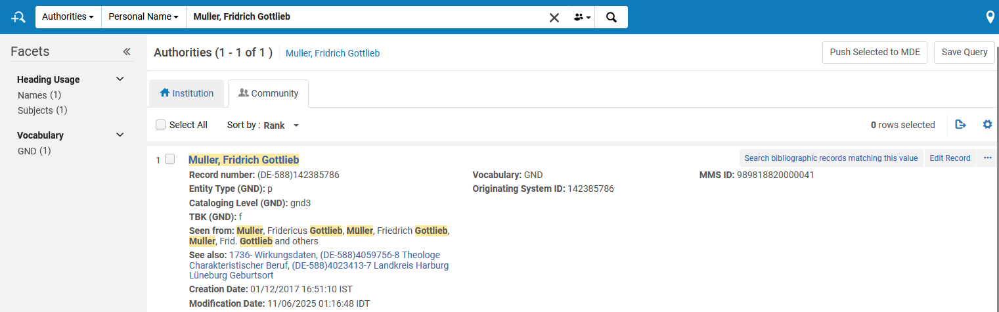 Authorities Personal Name Muller, Fridrich Gottlieb
Facets
Authorities (1 - 1 of 1 ) Muller, Fridrich Gottlieb
Push Selected to MDE Save Query
Heading Usage
Names (1)
Subjects (1)
Vocabulary
GND (1)
Institution Community
Select All Sort by : Rank 0 rows selected
1 Muller, Fridrich Gottlieb
Search bibliographic records matching this value Edit Record ...
Record number: (DE-588)142385786 Vocabulary: GND MMS ID: 989818820000041
Entity Type (GND): p Originating System ID: 142385786
Cataloging Level (GND): gnd3
TBK (GND): f
Seen from: Muller, Fridericus Gottlieb, Müller, Friedrich Gottlieb,
Muller, Frid. Gottlieb and others
See also: 1736- Wirkungsdaten, (DE-588)4059756-8 Theologe
Charakteristischer Beruf, (DE-588)4023413-7 Landkreis Harburg
Lüneburg Geburtsort
Creation Date: 01/12/2017 16:51:10 IST
Modification Date: 11/06/2025 01:16:48 IDT